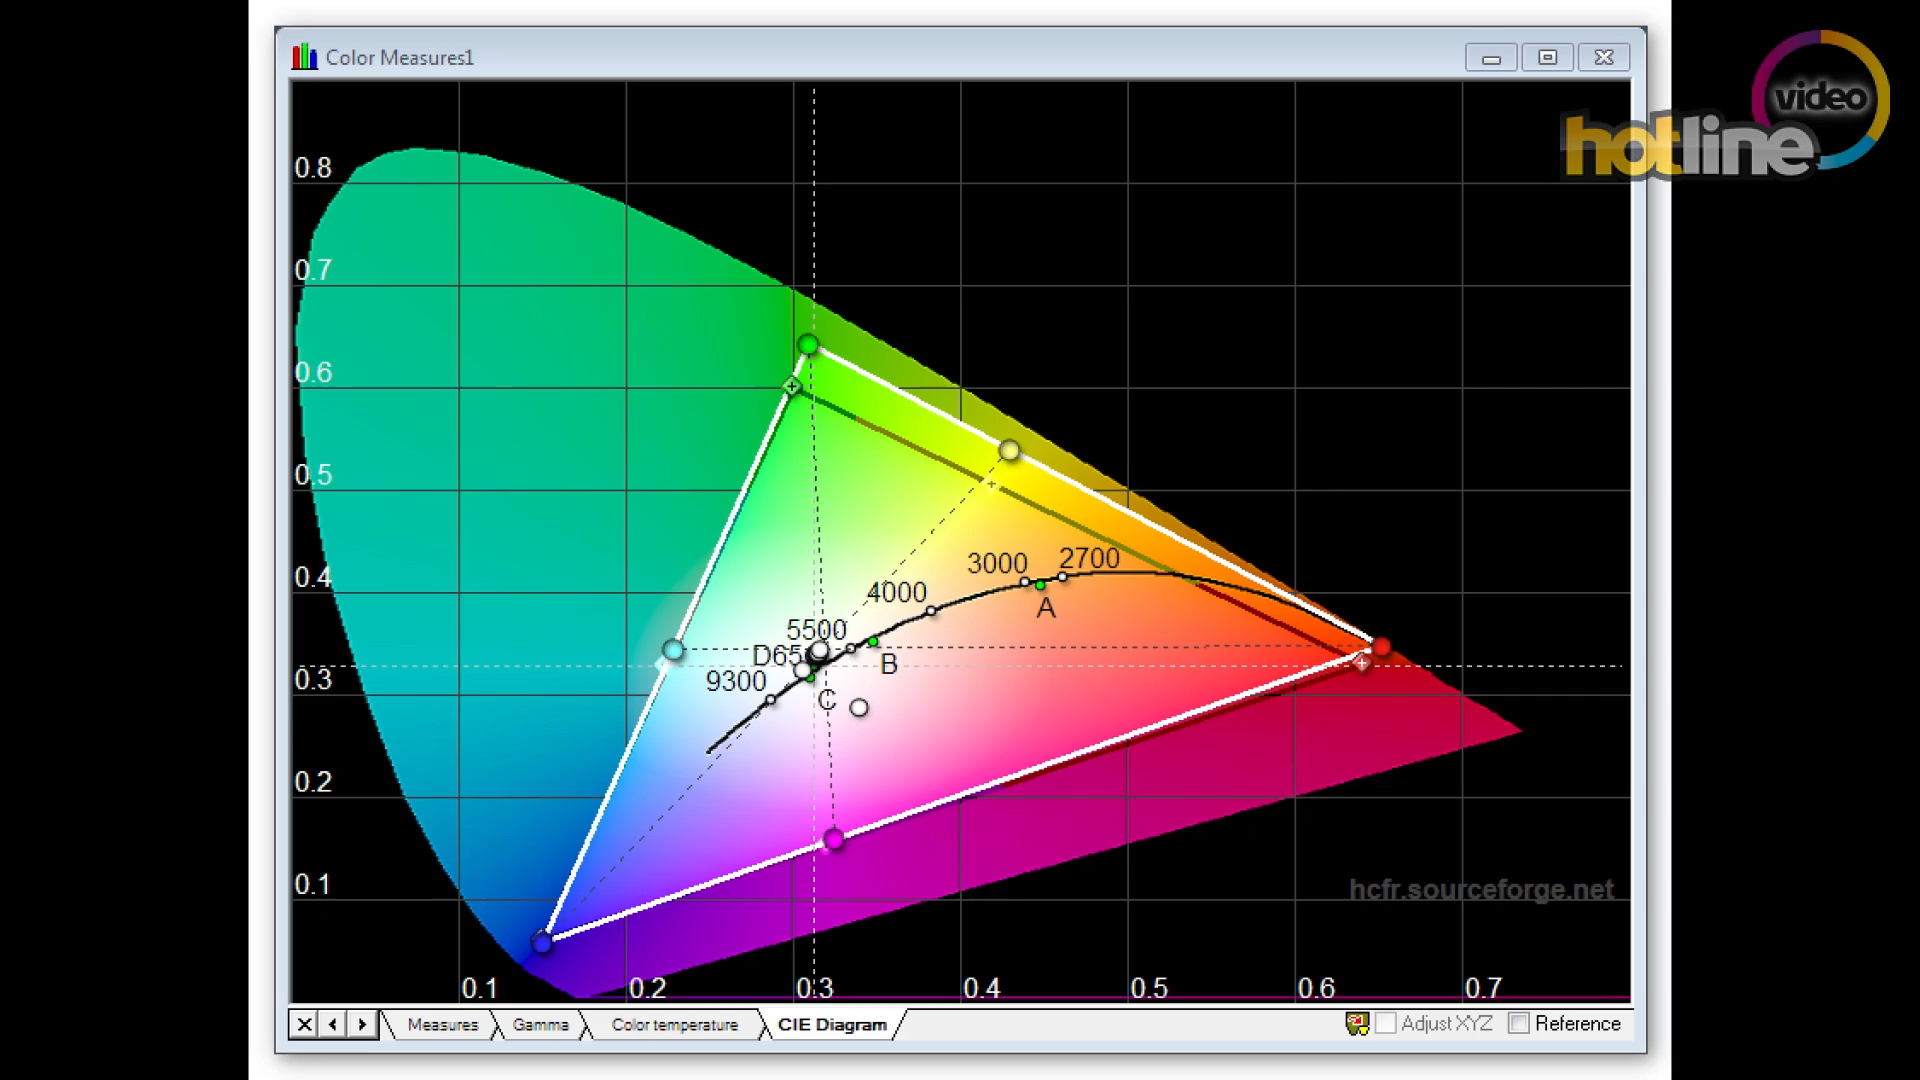 Color Measures1
video
hotline
0.8
0.7
0.6
0.5
0.4
0.3
0.2
0.1
3000
2700
4000
A
5500
D65
B
9300
C
hcfr.sourceforge.net
0.1
0.2
0.3
0.4
0.5
0.6
0.7
Measures
Gamma
Color temperature
CIE Diagram
Adjust XYZ
Reference